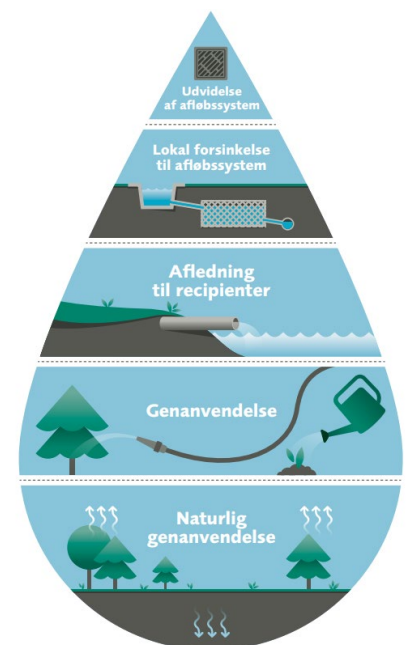 Udvidelse
af afløbssystem
Lokal forsinkelse
til afløbssystem
Afledning
til recipienter
Genanvendelse
Naturlig
genanvendelse